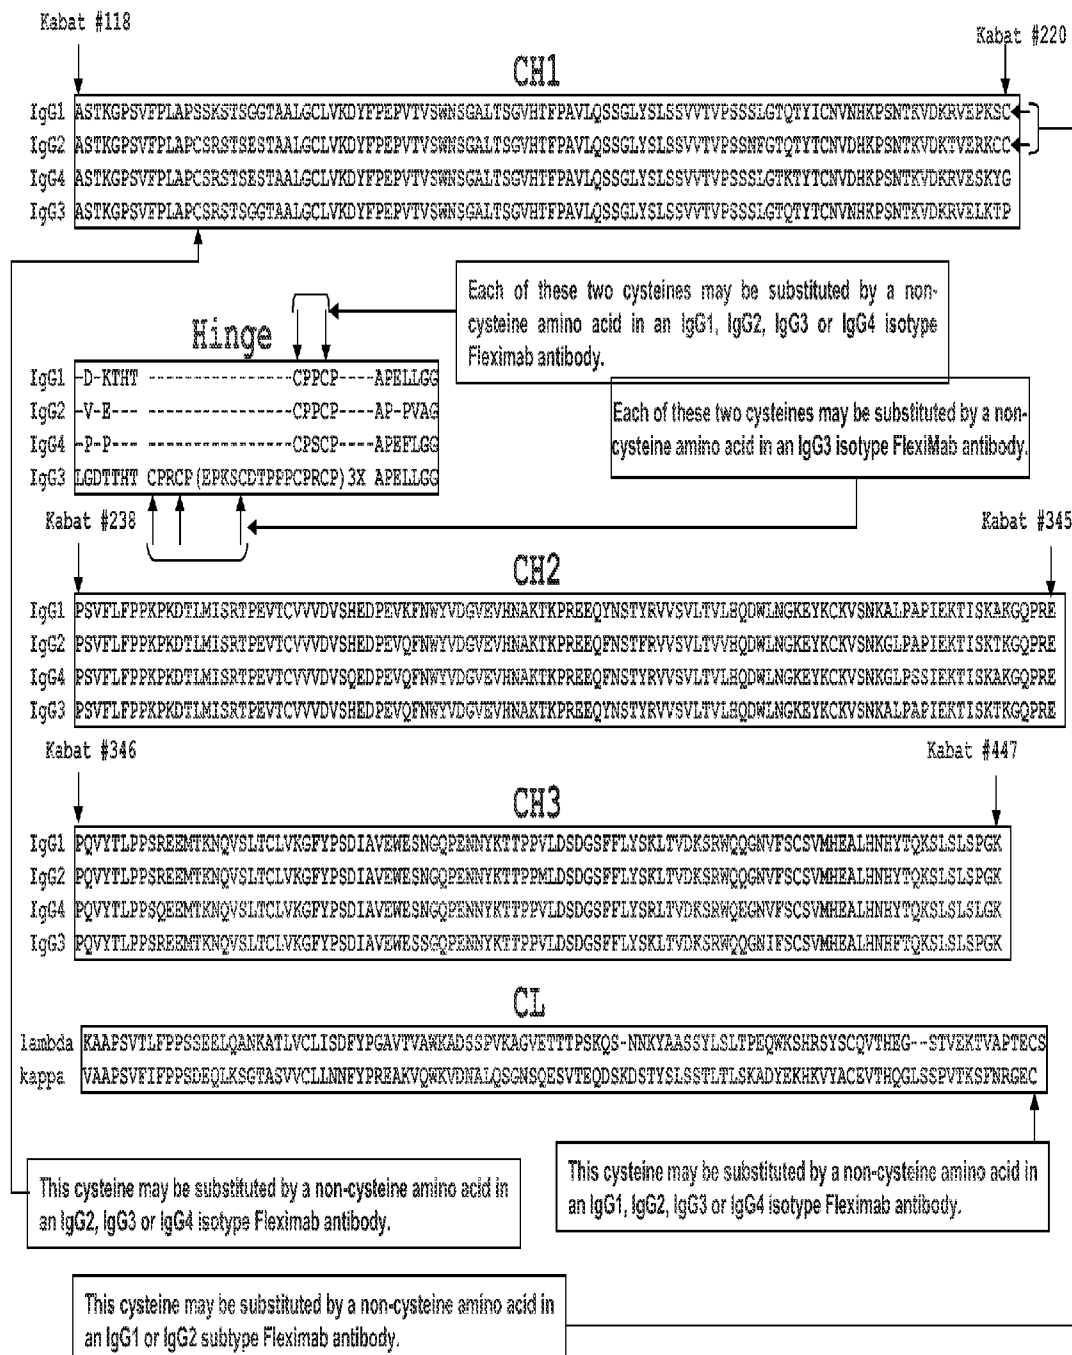 Kabat #118
Kabat #220
CH1
IgG1 ASTKGPSVFPLAPSSKSTSGGTAALGCLVKDYFPEPVTVSWNSGALTSGVHTFPAVLQSSGLYSLSSVVTVPSSSLGTQTYICNVNHKPSNTKVDKRVEPKSC
IgG2 ASTKGPSVFPLAPCSRSTSESTAALGCLVKDYFPEPVTVSWNSGALTSGVHTFPAVLQSSGLYSLSSVVTVPSSNFGTQTYTCNVDHKPSNTKVDKTVERKCC
IgG4 ASTKGPSVFPLAPCSRSTSESTAALGCLVKDYFPEPVTVSWNSGALTSGVHTFPAVLQSSGLYSLSSVVTVPSSSLGTKTYTCNVDHKPSNTKVDKRVESKYG
IgG3 ASTKGPSVFPLAPCSRSTSGGTAALGCLVKDYFPEPVTVSWNSGALTSGVHTFPAVLQSSGLYSLSSVVTVPSSSLGTQTYTCNVNHKPSNTKVDKRVELKTP
Each of these two cysteines may be substituted by a non-
cysteine amino acid in an IgG1, IgG2, IgG3 or IgG4 isotype
Fleximab antibody.
Hinge
IgG1 -D-KTHT ---------------CPPCP----APELLGG
IgG2 -V-E--- ---------------CPPCP----AP-PVAG
IgG4 -P-P--- ---------------CPSCP----APEFLGG
IgG3 LGDTTHT CPRCP(EPKSCDTPPPCPRCP)3X APELLGG
Each of these two cysteines may be substituted by a non-
cysteine amino acid in an IgG3 isotype FlexiMab antibody.
Kabat #238
Kabat #345
CH2
IgG1 PSVFLFPPKPKDTLMISRTPEVTCVVVDVSHEDPEVKFNWYVDGVEVHNAKTKPREEQYNSTYRVVSVLTVLHQDWLNGKEYKCKVSNKALPAPIEKTISKAKGQPRE
IgG2 PSVFLFPPKPKDTLMISRTPEVTCVVVDVSHEDPEVQFNWYVDGVEVHNAKTKPREEQFNSTFRVVSVLTVVHQDWLNGKEYKCKVSNKGLPAPIEKTISKTKGQPRE
IgG4 PSVFLFPPKPKDTLMISRTPEVTCVVVDVSQEDPEVQFNWYVDGVEVHNAKTKPREEQFNSTYRVVSVLTVLHQDWLNGKEYKCKVSNKGLPSSIEKTISKAKGQPRE
IgG3 PSVFLFPPKPKDTLMISRTPEVTCVVVDVSHEDPEVQFNWYVDGVEVHNAKTKPREEQYNSTYRVVSVLTVLHQDWLNGKEYKCKVSNKALPAPIEKTISKTKGQPRE
Kabat #346
Kabat #447
CH3
IgG1 PQVYTLPPSREEMTKNQVSLTCLVKGFYPSDIAVEWESNGQPENNYKTTPPVLDSDGSFFLYSKLTVDKSRWQQGNVFSCSVMHEALHNHYTQKSLSLSPGK
IgG2 PQVYTLPPSREEMTKNQVSLTCLVKGFYPSDIAVEWESNGQPENNYKTTPPMLDSDGSFFLYSKLTVDKSRWQQGNVFSCSVMHEALHNHYTQKSLSLSPGK
IgG4 PQVYTLPPSQEEMTKNQVSLTCLVKGFYPSDIAVEWESNGQPENNYKTTPPVLDSDGSFFLYSRLTVDKSRWQEGNVFSCSVMHEALHNHYTQKSLSLSLGK
IgG3 PQVYTLPPSREEMTKNQVSLTCLVKGFYPSDIAVEWESSGQPENNYKTTPPVLDSDGSFFLYSKLTVDKSRWQQGNIFSCSVMHEALHNHFTQKSLSLSPGK
CL
lambda KAAPSVTLFPPSSEELQANKATLVCLISDFYPGAVTVAWKADSSPVKAGVETTTPSKQS-NNKYAASSYLSLTPEQWKSHRSYSCQVTHEG--STVEKTVAPTECS
kappa VAAPSVFIFPPSDEQLKSGTASVVCLLNNFYPREAKVQWKVDNALQSGNSQESVTEQDSKDSTYSLSSTLTLSKADYEKHKVYACEVTHQGLSSPVTKSFNRGEC
This cysteine may be substituted by a non-cysteine amino acid in
an IgG2, IgG3 or IgG4 isotype Fleximab antibody.
This cysteine may be substituted by a non-cysteine amino acid in
an IgG1, IgG2, IgG3 or IgG4 isotype Fleximab antibody.
This cysteine may be substituted by a non-cysteine amino acid in
an IgG1 or IgG2 subtype Fleximab antibody.